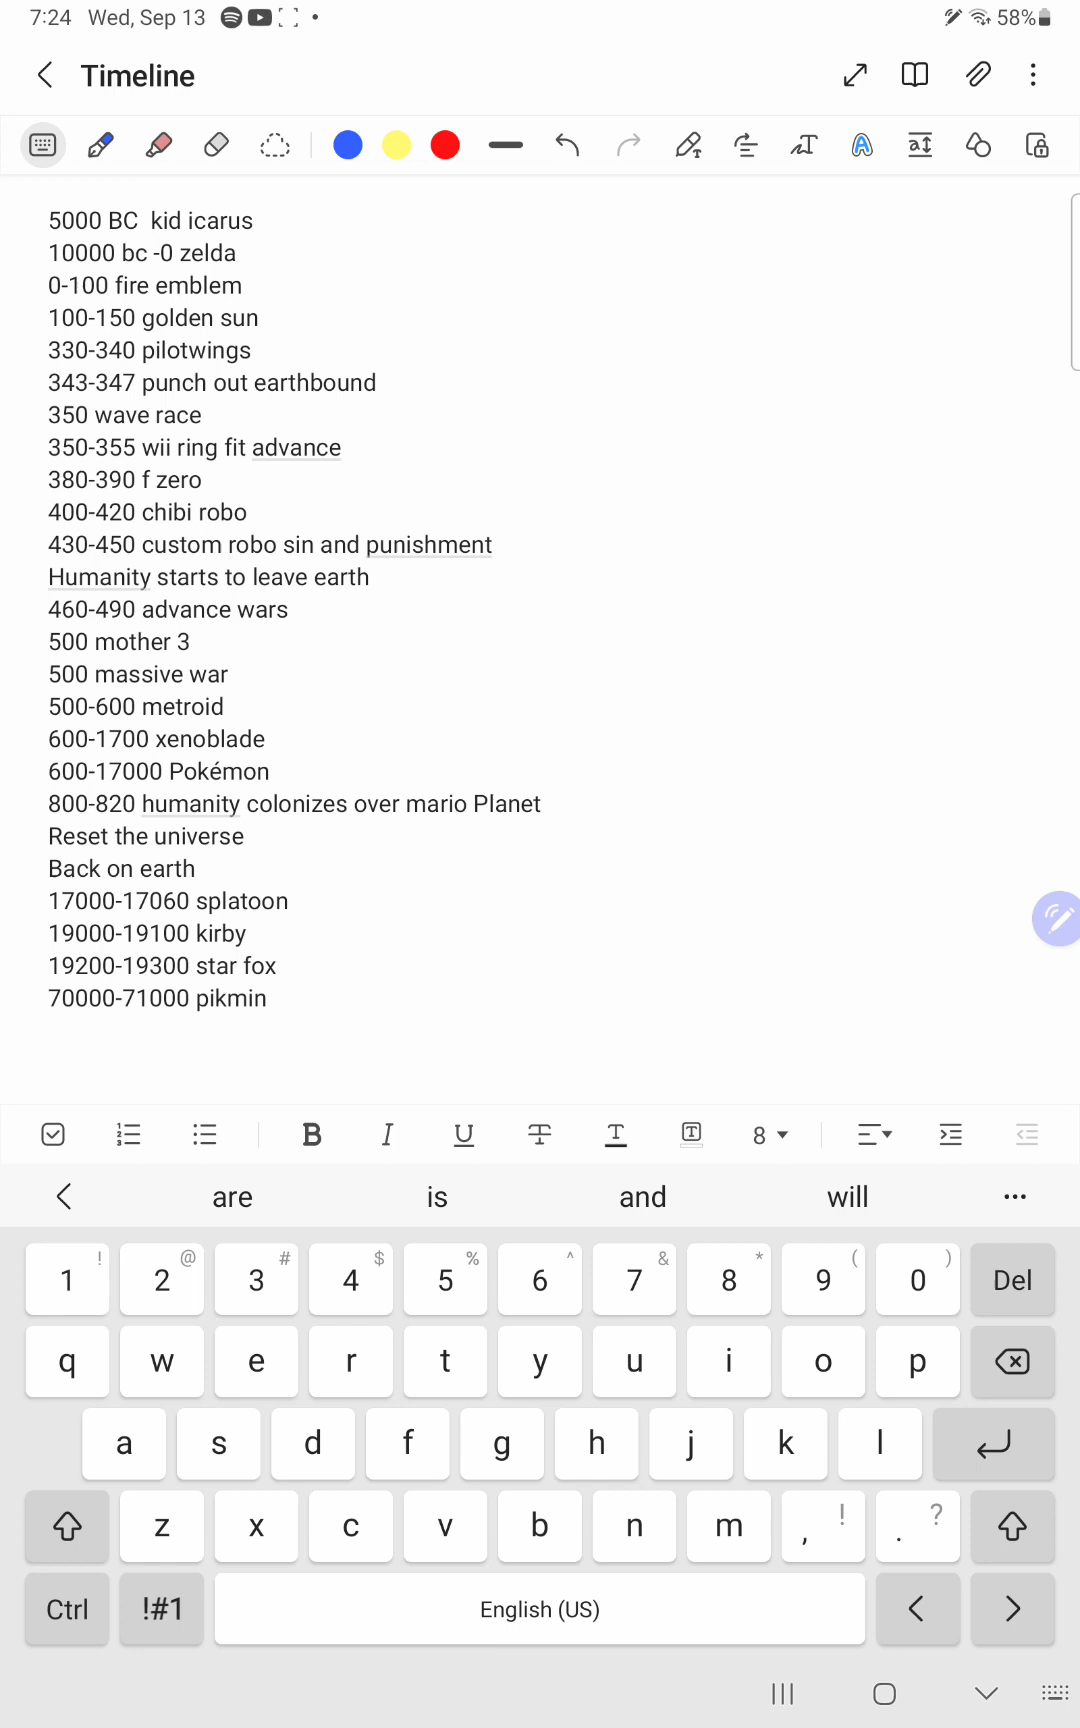 7:24 Wed, Sep 13 58%
Timeline
5000 BC  kid icarus
10000 bc -0 zelda
0-100 fire emblem
100-150 golden sun
330-340 pilotwings
343-347 punch out earthbound
350 wave race
350-355 wii ring fit advance
380-390 f zero
400-420 chibi robo
430-450 custom robo sin and punishment
Humanity starts to leave earth
460-490 advance wars
500 mother 3
500 massive war
500-600 metroid
600-1700 xenoblade
600-17000 Pokémon
800-820 humanity colonizes over mario Planet
Reset the universe
Back on earth
17000-17060 splatoon
19000-19100 kirby
19200-19300 star fox
70000-71000 pikmin
B I U T T T 8
are is and will ...
! @ # $ % ^ & * ( )
1 2 3 4 5 6 7 8 9 0 Del
q w e r t y u i o p
a s d f g h j k l
z x c v b n m , ! . ?
Ctrl !#1 English (US) < >